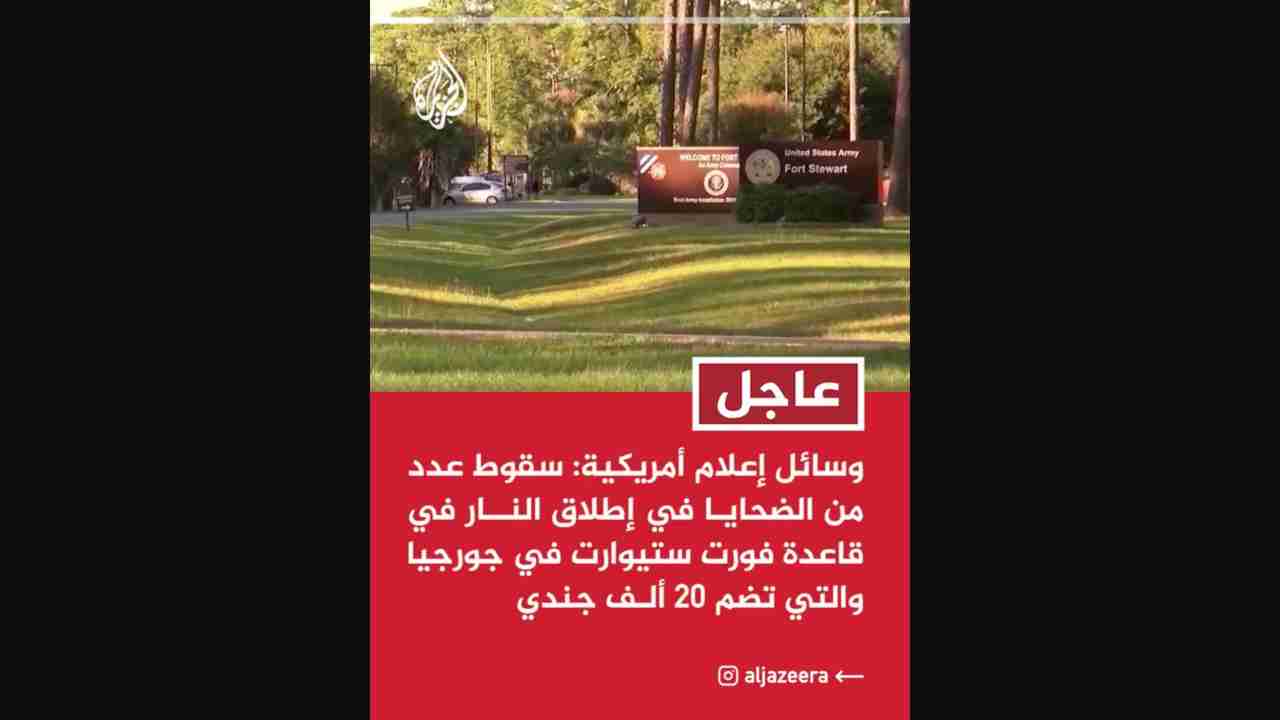 الجزيرة
WELCOME TO FORT
United States Army
Fort Stewart
عاجل
وسائل إعلام أمريكية: سقوط عدد
من الضحايا في إطلاق النار في
قاعدة فورت ستيوارت في جورجيا
والتي تضم 20 ألف جندي
aljazeera